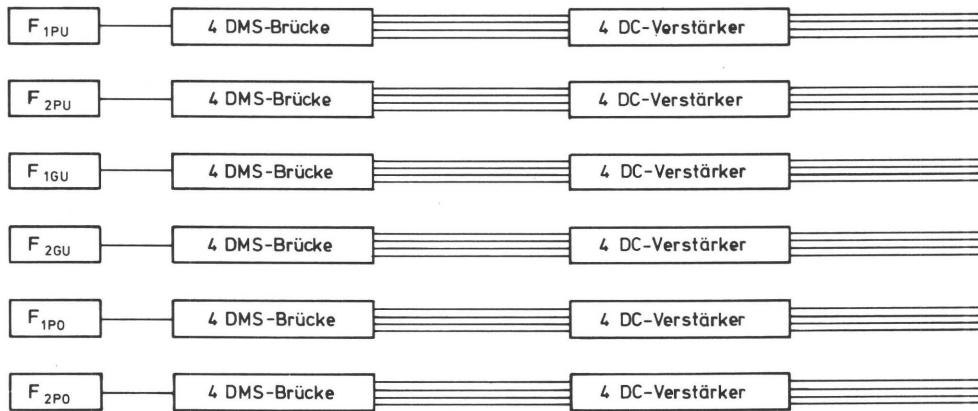 F 1PU 4 DMS-Brücke 4 DC-Verstärker
F 2PU 4 DMS-Brücke 4 DC-Verstärker
F 1GU 4 DMS-Brücke 4 DC-Verstärker
F 2GU 4 DMS-Brücke 4 DC-Verstärker
F 1PO 4 DMS-Brücke 4 DC-Verstärker
F 2PO 4 DMS-Brücke 4 DC-Verstärker